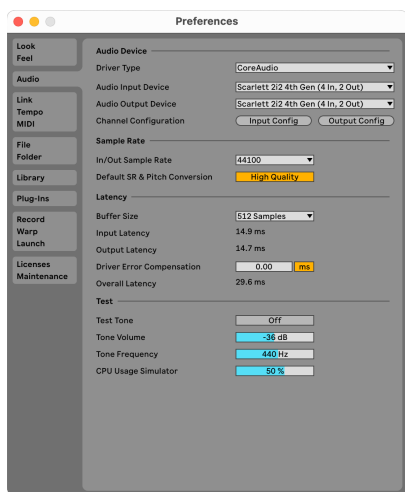 Preferences
Look
Feel
Audio
Link
Tempo
MIDI
File
Folder
Library
Plug-Ins
Record
Warp
Launch
Licenses
Maintenance
Audio Device
Driver Type CoreAudio
Audio Input Device Scarlett 2i2 4th Gen (4 In, 2 Out)
Audio Output Device Scarlett 2i2 4th Gen (4 In, 2 Out)
Channel Configuration Input Config Output Config
Sample Rate
In/Out Sample Rate 44100
Default SR & Pitch Conversion High Quality
Latency
Buffer Size 512 Samples
Input Latency 14.9 ms
Output Latency 14.7 ms
Driver Error Compensation 0.00 ms
Overall Latency 29.6 ms
Test
Test Tone Off
Tone Volume -36 dB
Tone Frequency 440 Hz
CPU Usage Simulator 50 %